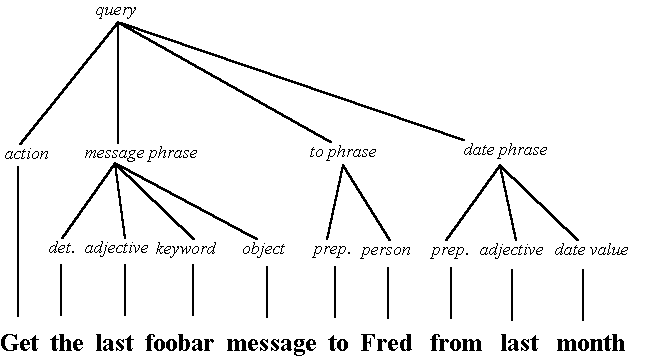 query
action message phrase to phrase date phrase
det. adjective keyword object prep. person prep. adjective date value
Get the last foobar message to Fred from last month